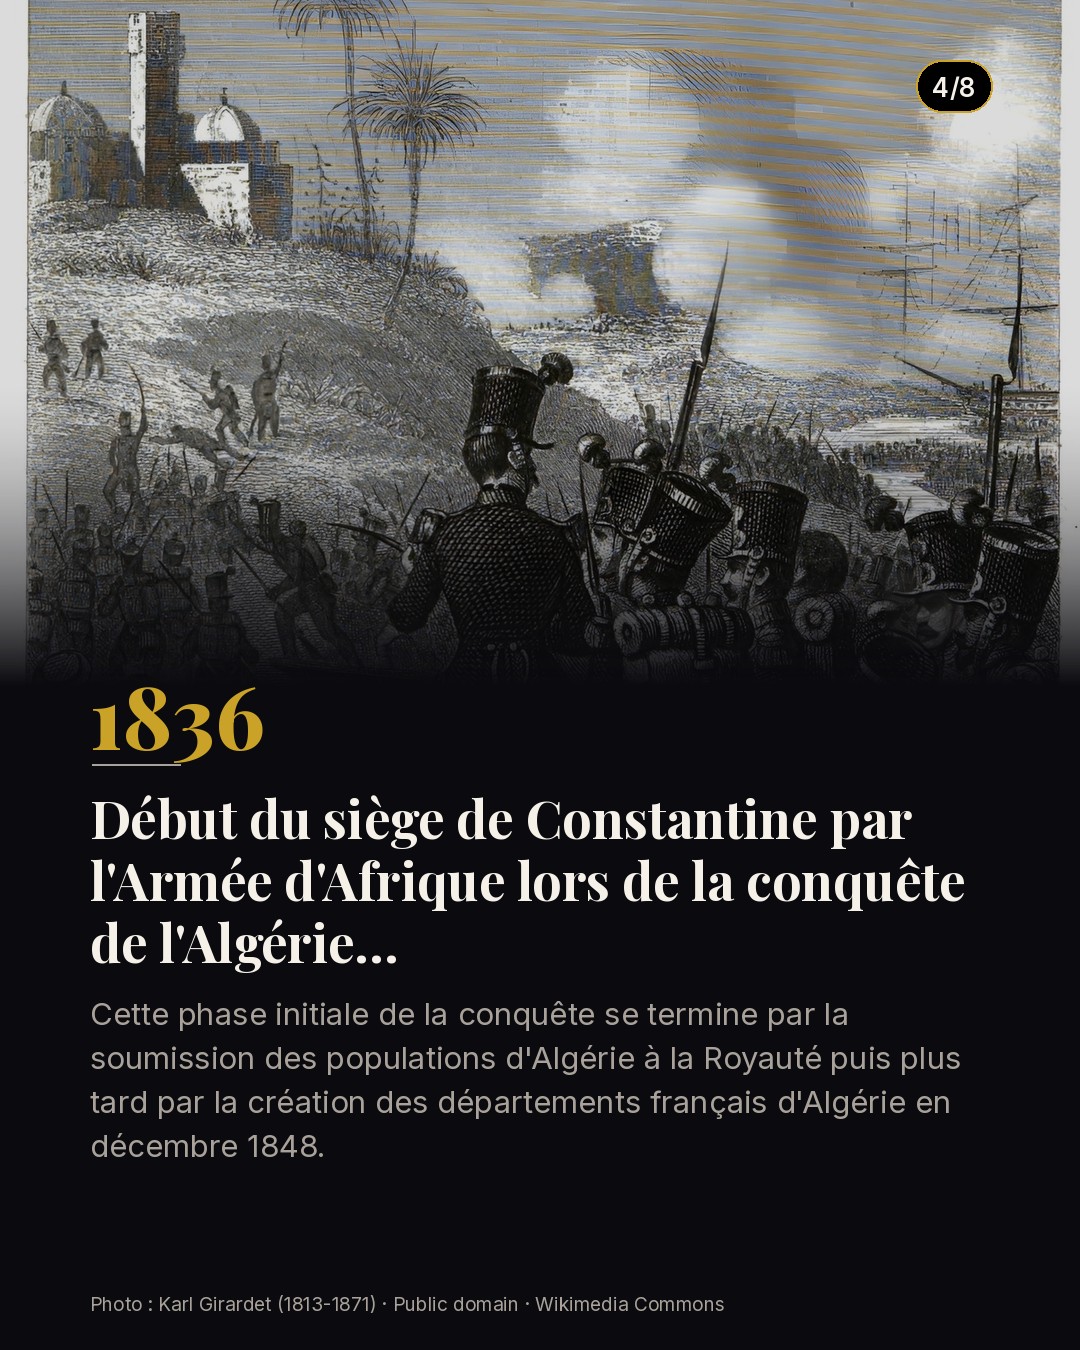 4/8
1836
Début du siège de Constantine par
l'Armée d'Afrique lors de la conquête
de l'Algérie...
Cette phase initiale de la conquête se termine par la
soumission des populations d'Algérie à la Royauté puis plus
tard par la création des départements français d'Algérie en
décembre 1848.
Photo : Karl Girardet (1813-1871) · Public domain · Wikimedia Commons